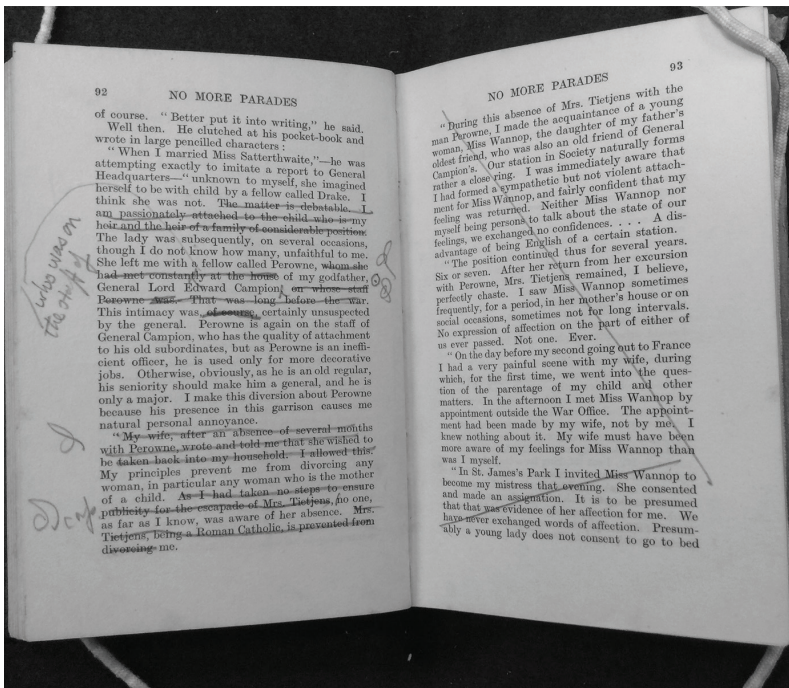 92
NO MORE PARADES
of course. "Better put it into writing," he said.
Well then. He clutched at his pocket-book and
wrote in large pencilled characters :
"When I married Miss Satterthwaite,"—he was
attempting exactly to imitate a report to General
Headquarters—"unknown to myself, she imagined
herself to be with child by a fellow called Drake. I
think she was not. The matter is debatable. I
am passionately attached to the child who is my
heir and the heir of a family of considerable position.
The lady was subsequently, on several occasions,
though I do not know how many, unfaithful to me.
She left me with a fellow called Perowne, whom she
had met constantly at the house of my godfather,
General Lord Edward Campion, on whose staff
Perowne was. That was long before the war.
This intimacy was, of course, certainly unsuspected
by the general. Perowne is again on the staff of
General Campion, who has the quality of attachment
to his old subordinates, but as Perowne is an ineffi-
cient officer, he is used only for more decorative
jobs. Otherwise, obviously, as he is an old regular,
his seniority should make him a general, and he is
only a major. I make this diversion about Perowne
because his presence in this garrison causes me
natural personal annoyance.
"My wife, after an absence of several months
with Perowne, wrote and told me that she wished to
be taken back into my household. I allowed this.
My principles prevent me from divorcing any
woman, in particular any woman who is the mother
of a child. As I had taken no steps to ensure
publicity for the escapade of Mrs. Tietjens, no one,
as far as I know, was aware of her absence. Mrs.
Tietjens, being a Roman Catholic, is prevented from
divorcing me.
who was on
the staff of
93
NO MORE PARADES
"During this absence of Mrs. Tietjens with the
man Perowne, I made the acquaintance of a young
woman, Miss Wannop, the daughter of my father's
oldest friend, who was also an old friend of General
Campion's. Our station in Society naturally forms
rather a close ring. I was immediately aware that
I had formed a sympathetic but not violent attach-
ment for Miss Wannop, and fairly confident that my
feeling was returned. Neither Miss Wannop nor
myself being persons to talk about the state of our
feelings, we exchanged no confidences. . . . . A dis-
advantage of being English of a certain station.
"The position continued thus for several years.
Six or seven. After her return from her excursion
with Perowne, Mrs. Tietjens remained, I believe,
perfectly chaste. I saw Miss Wannop sometimes
frequently, for a period, in her mother's house or on
social occasions, sometimes not for long intervals.
No expression of affection on the part of either of
us ever passed. Not one. Ever.
"On the day before my second going out to France
I had a very painful scene with my wife, during
which, for the first time, we went into the ques-
tion of the parentage of my child and other
matters. In the afternoon I met Miss Wannop by
appointment outside the War Office. The appoint-
ment had been made by my wife, not by me. I
knew nothing about it. My wife must have been
more aware of my feelings for Miss Wannop than
was I myself.
"In St. James's Park I invited Miss Wannop to
become my mistress that evening. She consented
and made an assignation. It is to be presumed
that that was evidence of her affection for me. We
have never exchanged words of affection. Presum-
ably a young lady does not consent to go to bed